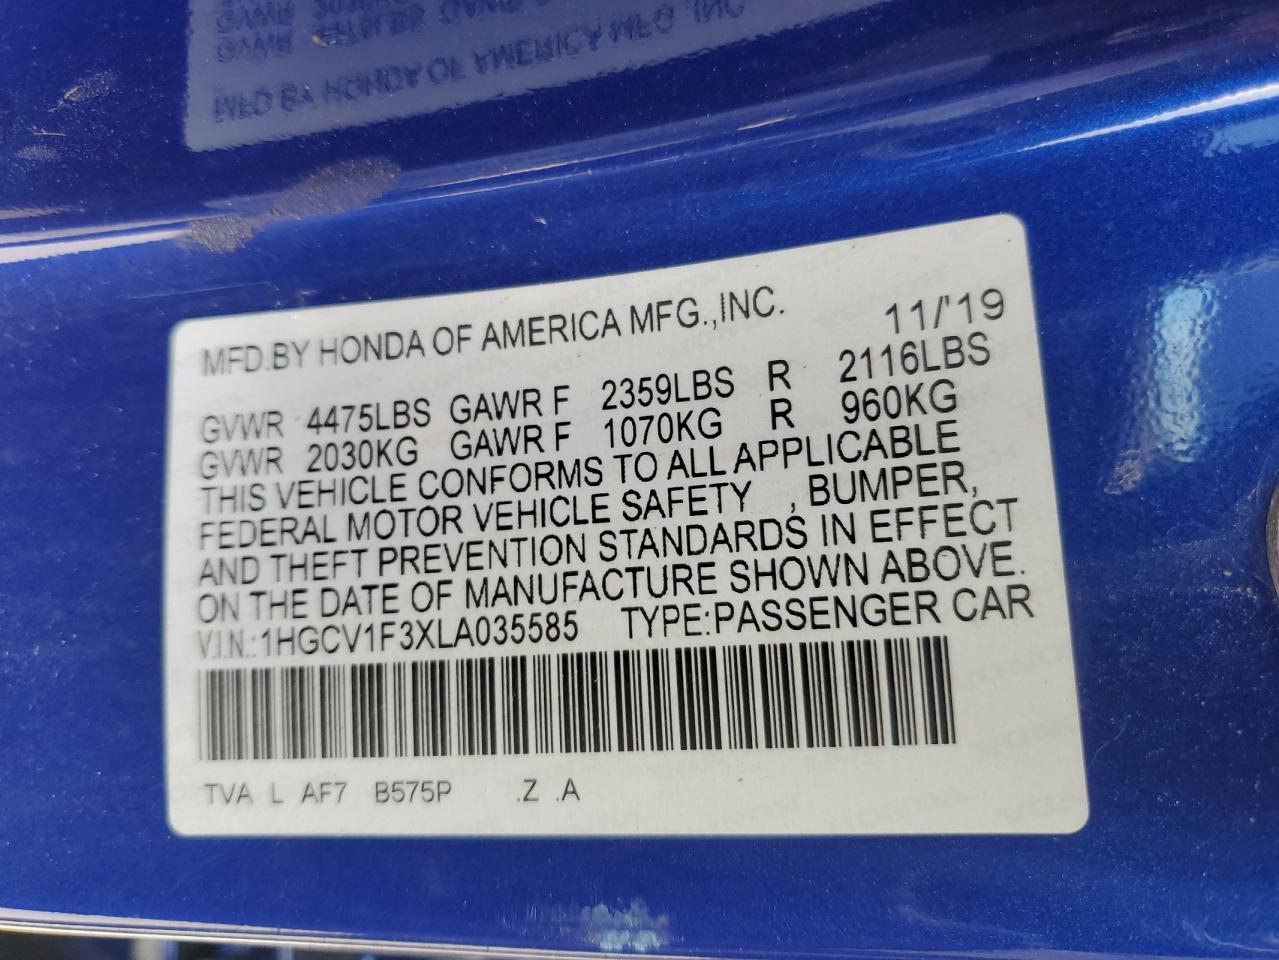 MFD.BY HONDA OF AMERICA MFG.,INC. 11/'19
GVWR 4475LBS GAWR F 2359LBS R 2116LBS
GVWR 2030KG GAWR F 1070KG R 960KG
THIS VEHICLE CONFORMS TO ALL APPLICABLE
FEDERAL MOTOR VEHICLE SAFETY , BUMPER,
AND THEFT PREVENTION STANDARDS IN EFFECT
ON THE DATE OF MANUFACTURE SHOWN ABOVE.
V.I.N.:1HGCV1F3XLA035585 TYPE:PASSENGER CAR
TVA L AF7 B575P .Z .A